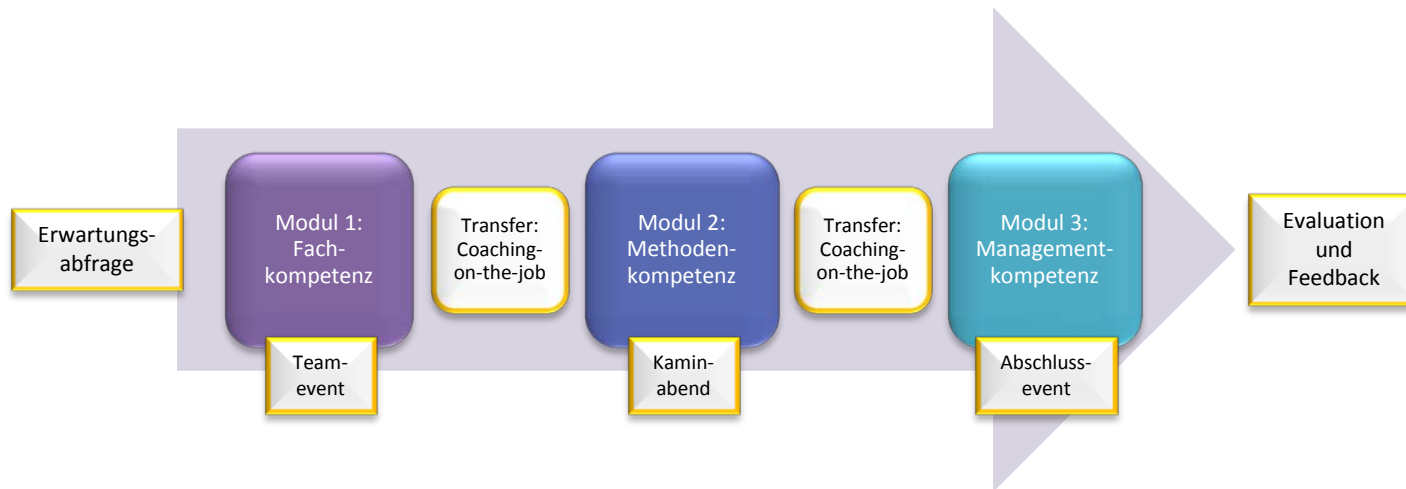 Erwartungs-
abfrage
Modul 1:
Fach-
kompetenz
Team-
event
Transfer:
Coaching-
on-the-job
Modul 2:
Methoden-
kompetenz
Kamin-
abend
Transfer:
Coaching-
on-the-job
Modul 3:
Management-
kompetenz
Abschluss-
event
Evaluation
und
Feedback